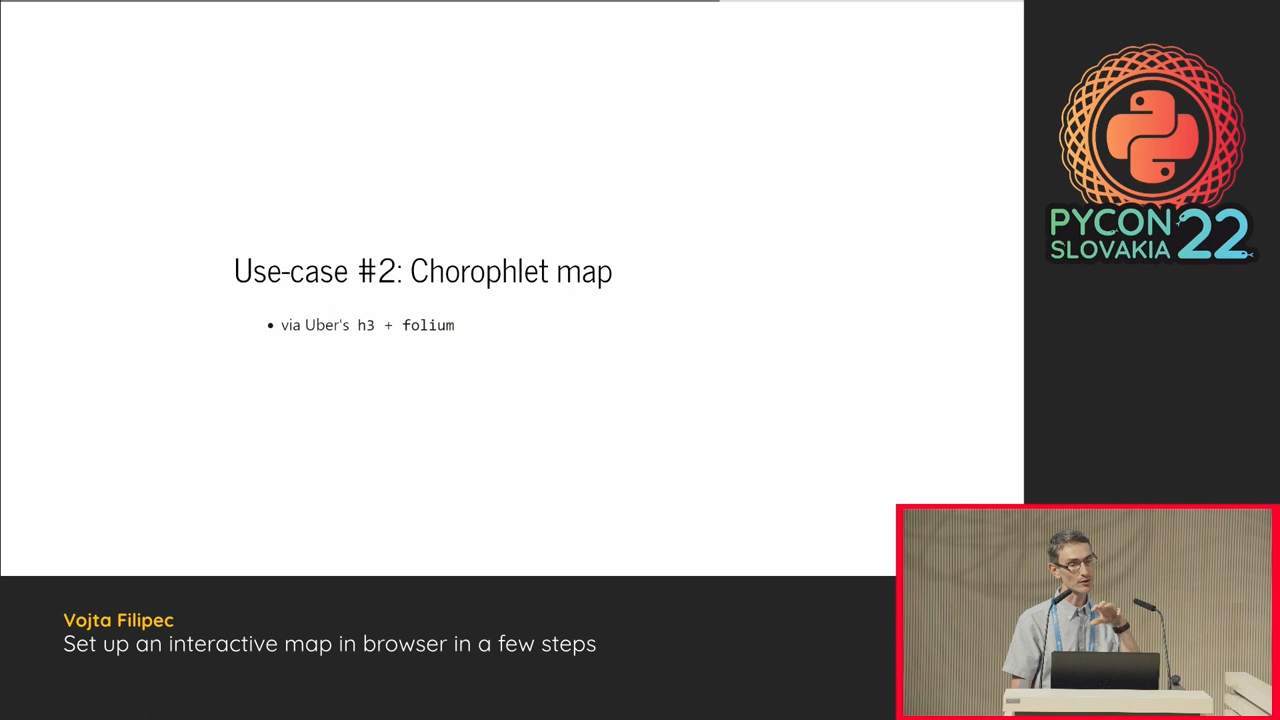 Use-case #2: Chorophlet map
• via Uber's h3 + folium
PYCON
SLOVAKIA
22
Vojta Filipec
Set up an interactive map in browser in a few steps